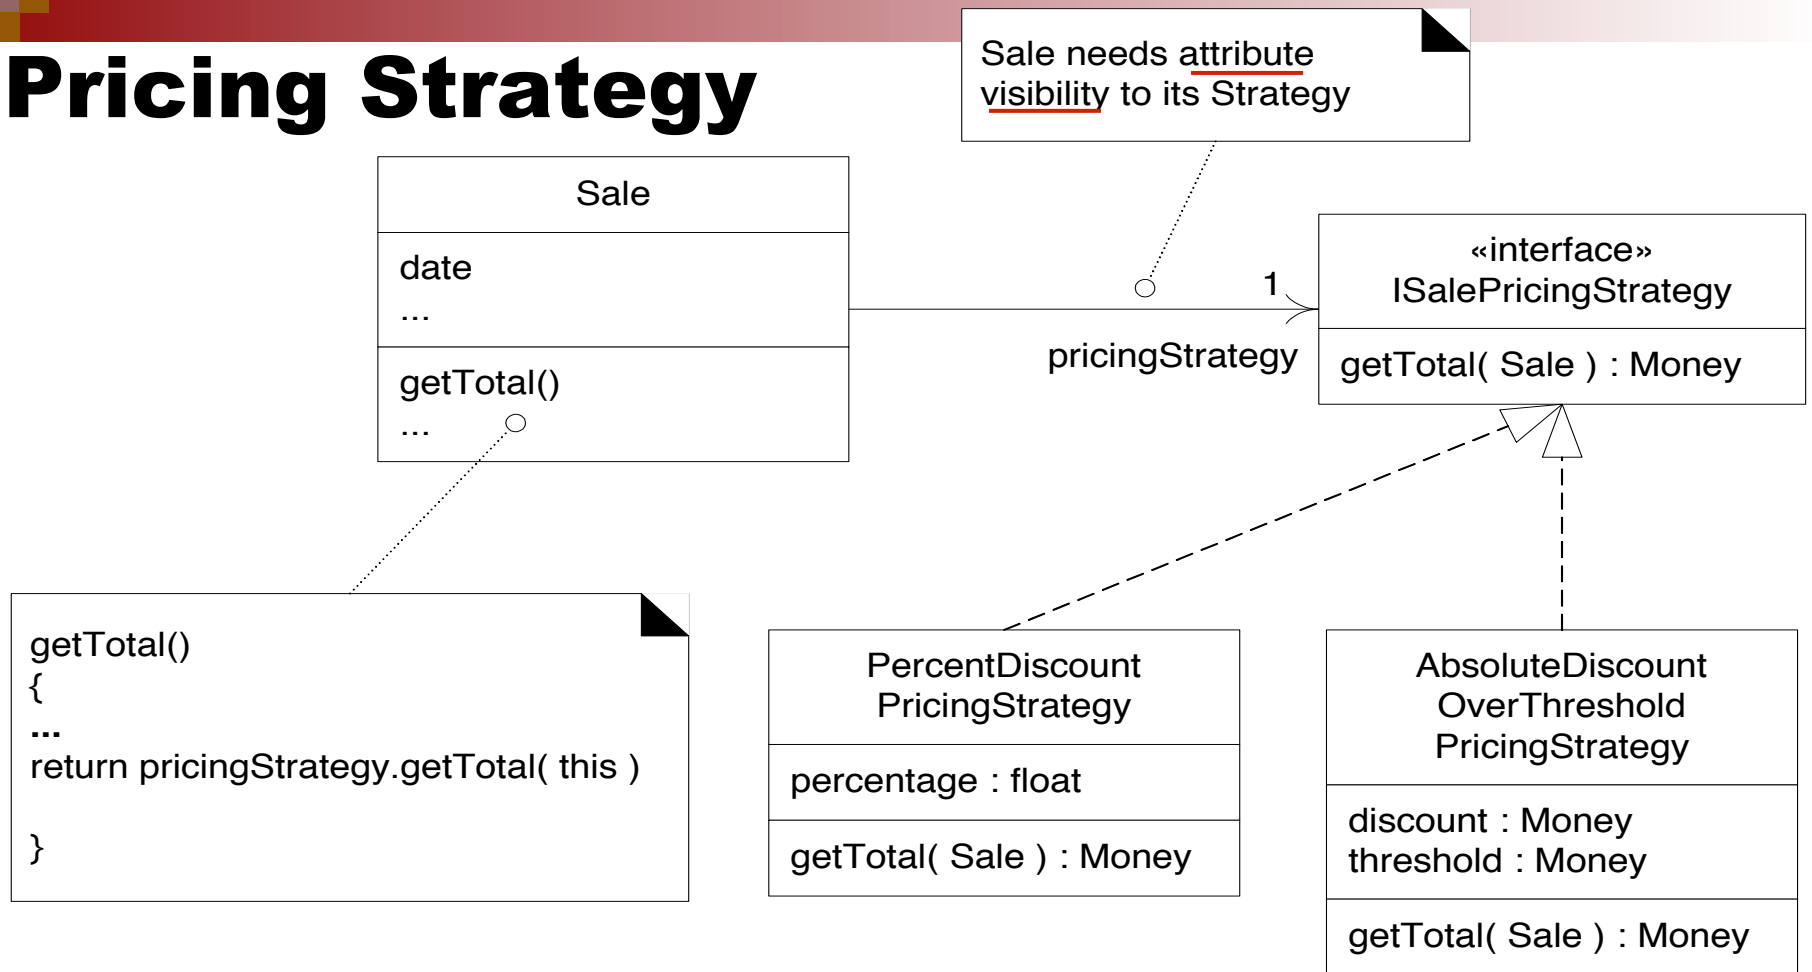 Pricing Strategy
Sale needs attribute
visibility to its Strategy
Sale
date
...
getTotal()
...
1
pricingStrategy
«interface»
ISalePricingStrategy
getTotal( Sale ) : Money
getTotal()
{
...
return pricingStrategy.getTotal( this )
}
PercentDiscount
PricingStrategy
percentage : float
getTotal( Sale ) : Money
AbsoluteDiscount
OverThreshold
PricingStrategy
discount : Money
threshold : Money
getTotal( Sale ) : Money